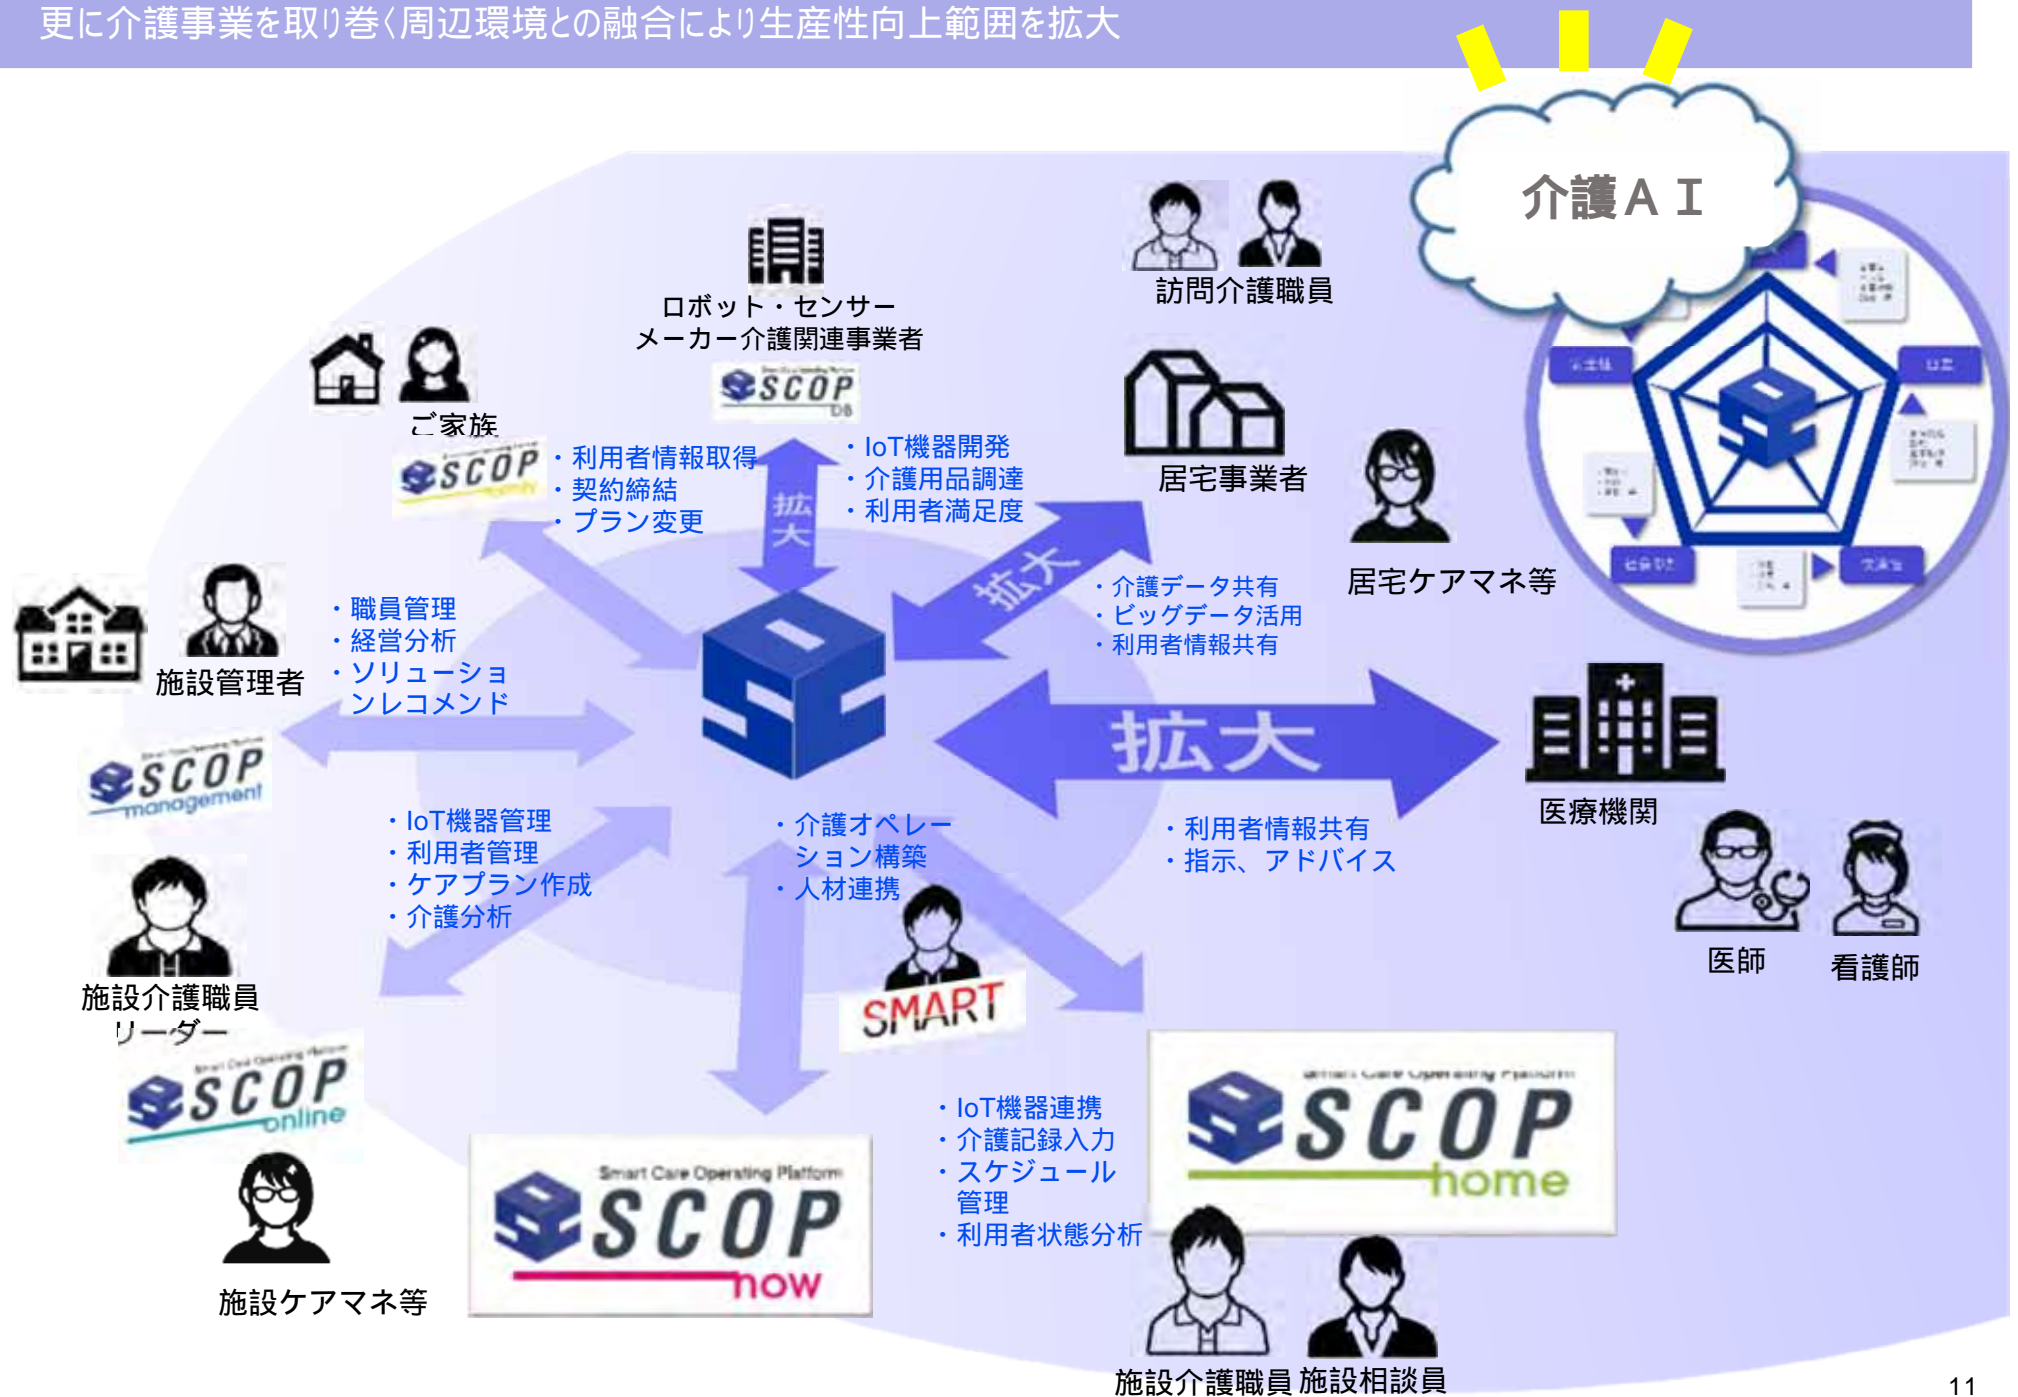 更に介護事業を取り巻く周辺環境との融合により生産性向上範囲を拡大
介護ＡＩ
訪問介護職員
ロボット・センサー
メーカー介護関連事業者
SCOP
DB
ご家族
SCOP
family
・利用者情報取得
・契約締結
・プラン変更
・IoT機器開発
・介護用品調達
・利用者満足度
拡大
居宅事業者
居宅ケアマネ等
拡大
・介護データ共有
・ビッグデータ活用
・利用者情報共有
施設管理者
・職員管理
・経営分析
・ソリューショ
ンレコメンド
SCOP
management
拡大
医療機関
・利用者情報共有
・指示、アドバイス
医師
看護師
・IoT機器管理
・利用者管理
・ケアプラン作成
・介護分析
・介護オペレー
ション構築
・人材連携
SMART
施設介護職員
リーダー
Smart Care Operating Platform
SCOP
online
施設ケアマネ等
Smart Care Operating Platform
SCOP
now
・IoT機器連携
・介護記録入力
・スケジュール
管理
・利用者状態分析
Smart Care Operating Platform
SCOP
home
施設介護職員
施設相談員
11